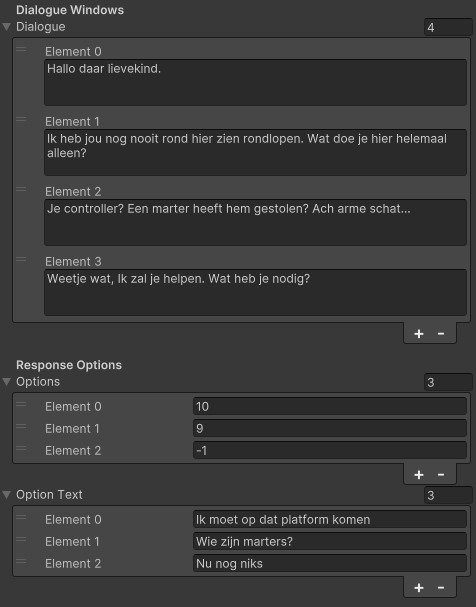 Dialogue Windows
Dialogue 4
Element 0
Hallo daar lievekind.
Element 1
Ik heb jou nog nooit rond hier zien rondlopen. Wat doe je hier helemaal
alleen?
Element 2
Je controller? Een marter heeft hem gestolen? Ach arme schat...
Element 3
Weetje wat, Ik zal je helpen. Wat heb je nodig?
+ -
Response Options
Options 3
Element 0 10
Element 1 9
Element 2 -1
+ -
Option Text 3
Element 0 Ik moet op dat platform komen
Element 1 Wie zijn marters?
Element 2 Nu nog niks
+ -